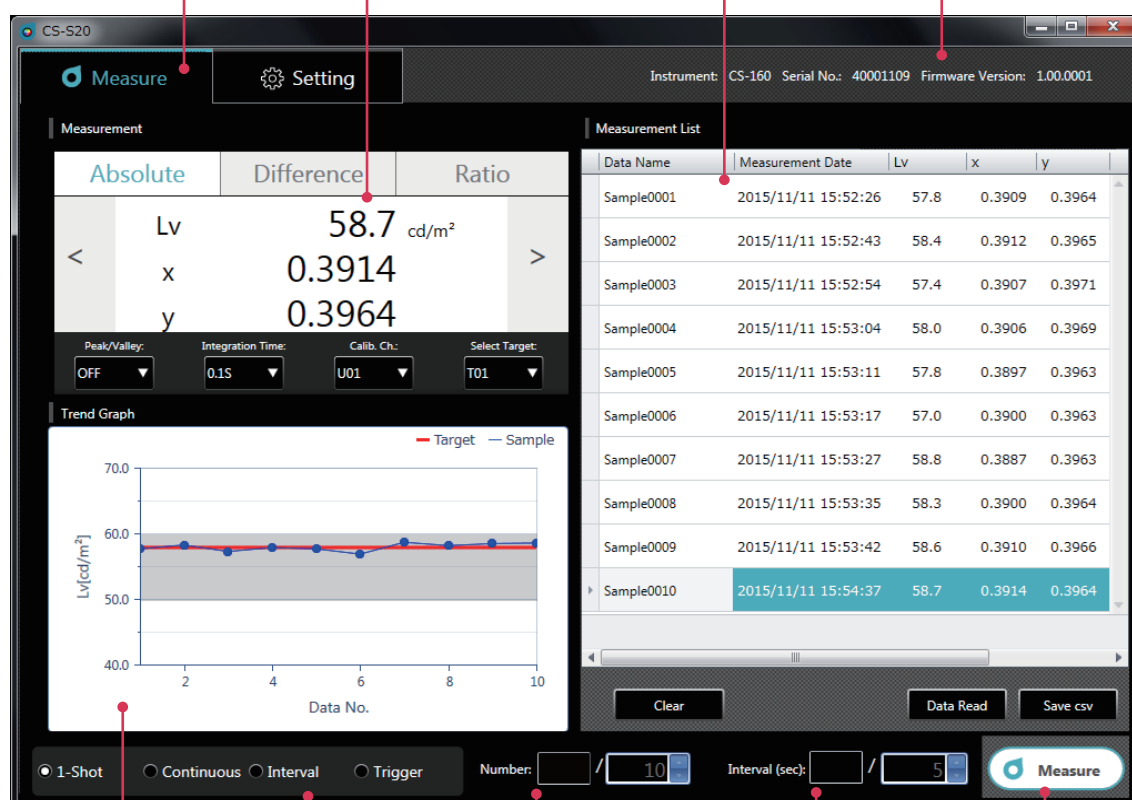 CS-S20
Measure
Setting
Instrument: CS-160 Serial No.: 40001109 Firmware Version: 1.00.0001
Measurement
Absolute Difference Ratio
Lv 58.7 cd/m²
x 0.3914
y 0.3964
< >
Peak/Valley: Integration Time: Calib. Ch.: Select Target:
OFF 0.1S U01 T01
Trend Graph
Target Sample
70.0
60.0
50.0
40.0
Lv[cd/m²]
2 4 6 8 10
Data No.
Measurement List
Data Name Measurement Date Lv x y
Sample0001 2015/11/11 15:52:26 57.8 0.3909 0.3964
Sample0002 2015/11/11 15:52:43 58.4 0.3912 0.3965
Sample0003 2015/11/11 15:52:54 57.4 0.3907 0.3971
Sample0004 2015/11/11 15:53:04 58.0 0.3906 0.3969
Sample0005 2015/11/11 15:53:11 57.8 0.3897 0.3963
Sample0006 2015/11/11 15:53:17 57.0 0.3900 0.3963
Sample0007 2015/11/11 15:53:27 58.8 0.3887 0.3963
Sample0008 2015/11/11 15:53:35 58.3 0.3900 0.3964
Sample0009 2015/11/11 15:53:42 58.6 0.3910 0.3966
Sample0010 2015/11/11 15:54:37 58.7 0.3914 0.3964
Clear Data Read Save csv
1-Shot Continuous Interval Trigger Number: / 10 Interval (sec): / 5 Measure